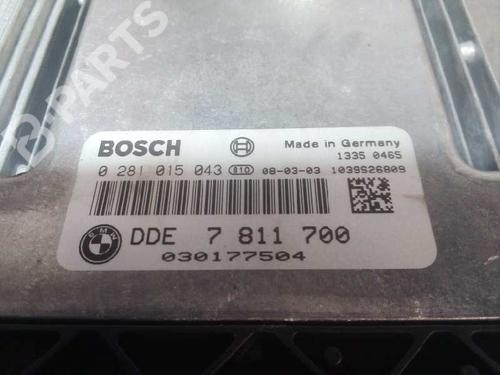 B-PARTS
BOSCH Made in Germany
1335 0465
0 281 015 043 810 08-03-03 1039S26809
BMW DDE 7 811 700
030177504